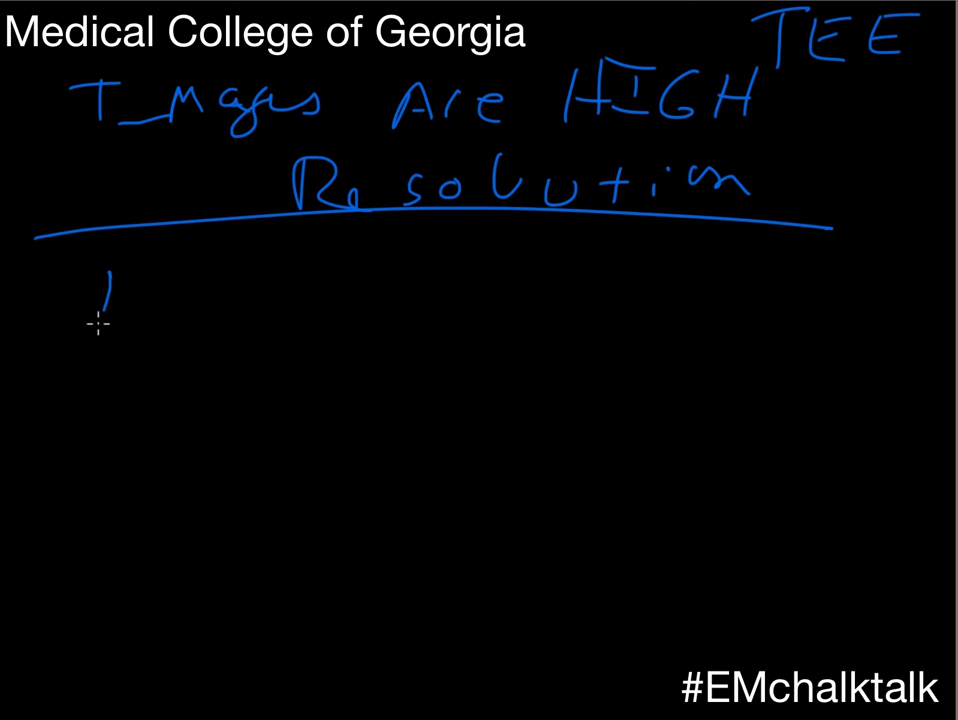 Medical College of Georgia
TEE
Images Are HIGH
Resolution
#EMchalktalk